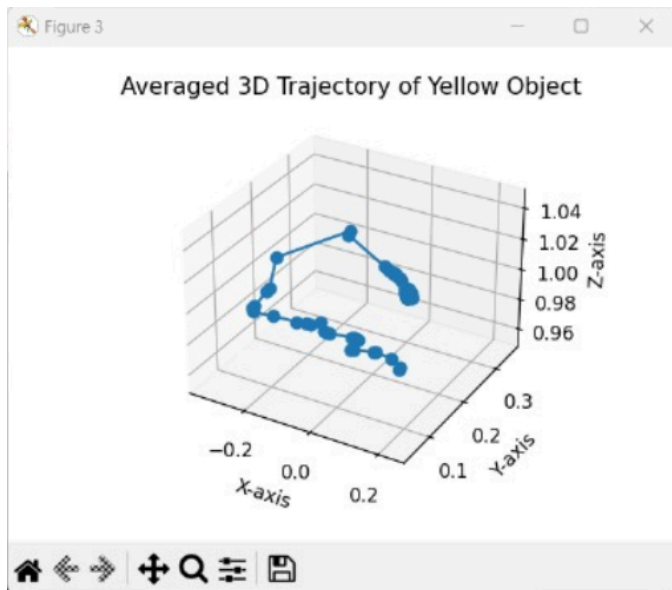 Figure 3
Averaged 3D Trajectory of Yellow Object
1.04
1.02
1.00
0.98
0.96
Z-axis
0.3
0.2
0.1
Y-axis
−0.2
0.0
0.2
X-axis